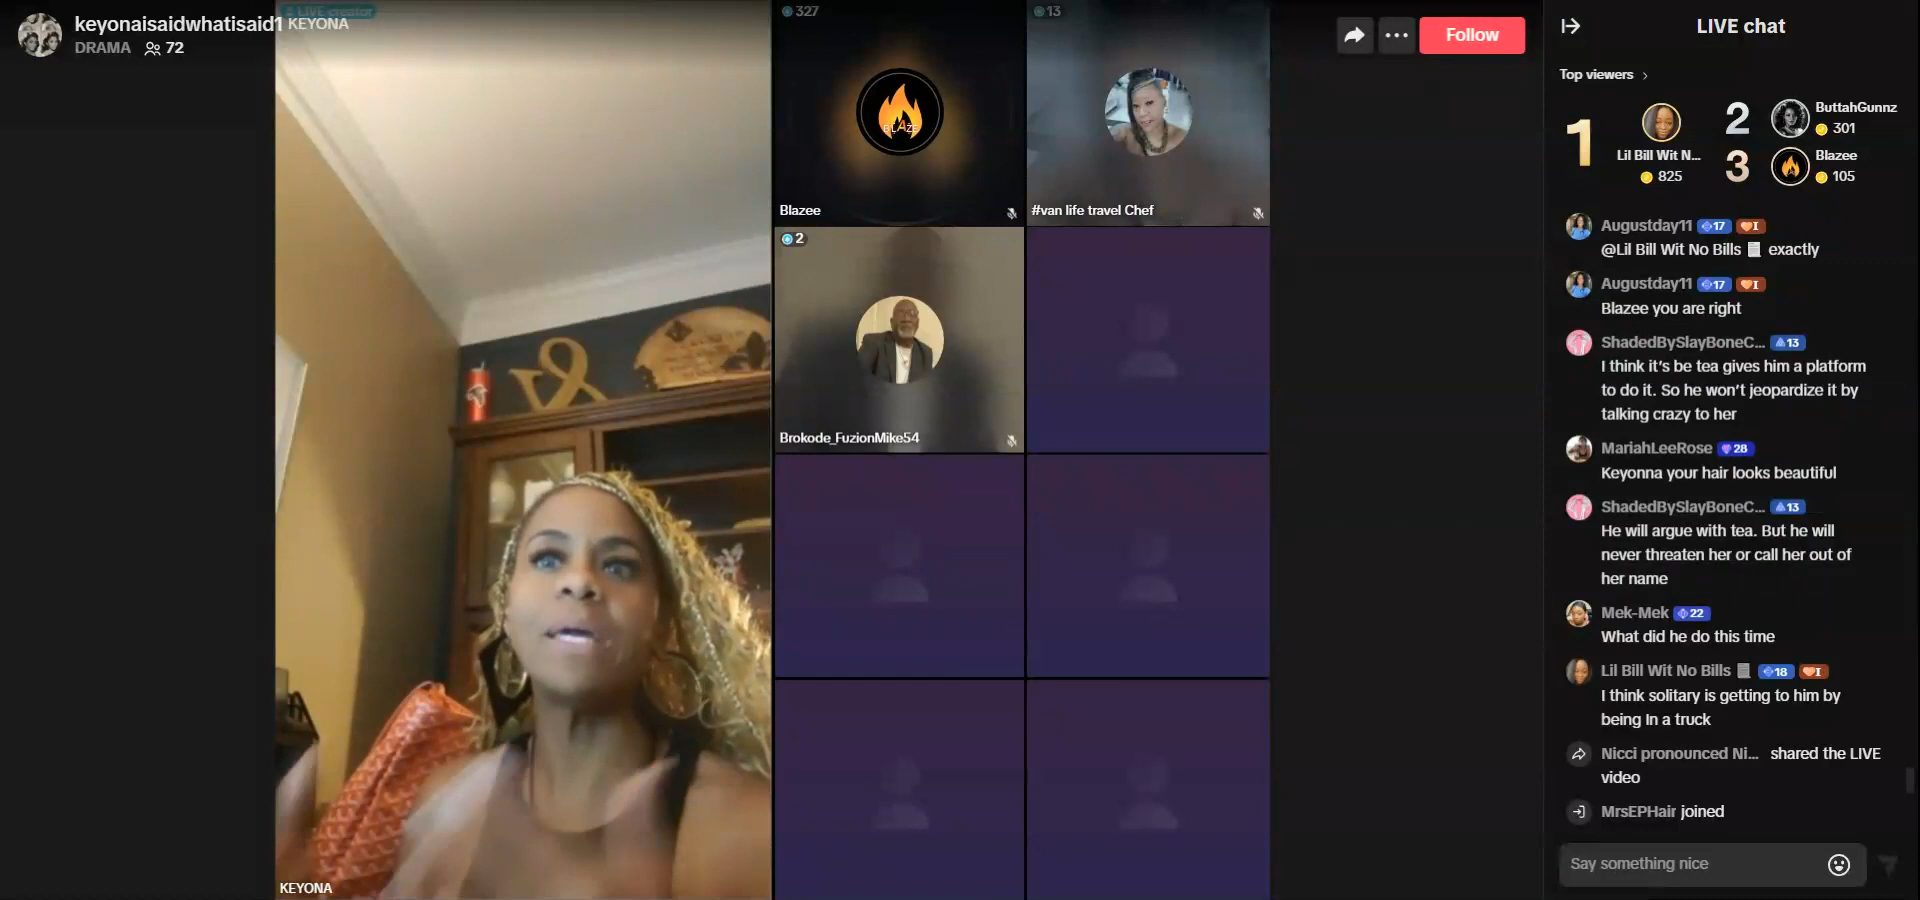 keyonaisaidwhatisaid1
DRAMA 72
LIVE creator
KEYONA
KEYONA
327
BLAZE
Blazee
13
#van life travel Chef
2
Brokode_FuzionMike54
Follow
LIVE chat
Top viewers
1
Lil Bill Wit N...
825
2
ButtahGunnz
301
3
Blazee
105
Augustday11 17 I
@Lil Bill Wit No Bills exactly
Augustday11 17 I
Blazee you are right
ShadedBySlayBoneC... 13
I think it's be tea gives him a platform
to do it. So he won't jeopardize it by
talking crazy to her
MariahLeeRose 28
Keyonna your hair looks beautiful
ShadedBySlayBoneC... 13
He will argue with tea. But he will
never threaten her or call her out of
her name
Mek-Mek 22
What did he do this time
Lil Bill Wit No Bills 18 I
I think solitary is getting to him by
being In a truck
Nicci pronounced Ni... shared the LIVE
video
MrsEPHair joined
Say something nice